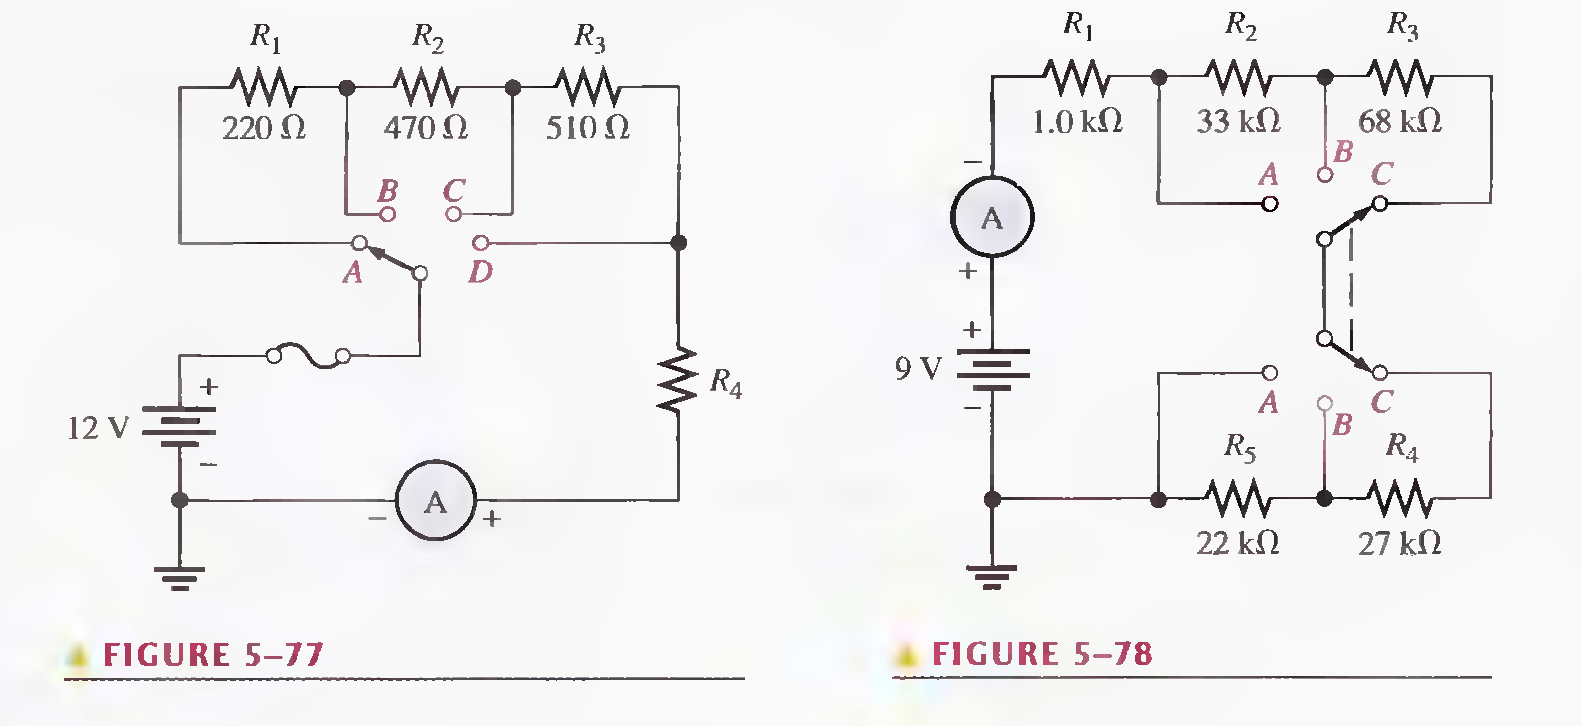 R1 R2 R3
220 Ω 470 Ω 510 Ω
B C
A D
+
12 V
−
R4
A
− +
FIGURE 5–77
R1 R2 R3
1.0 kΩ 33 kΩ 68 kΩ
B
A C
−
A
+
+
9 V
−
A C
B
R5 R4
22 kΩ 27 kΩ
FIGURE 5–78